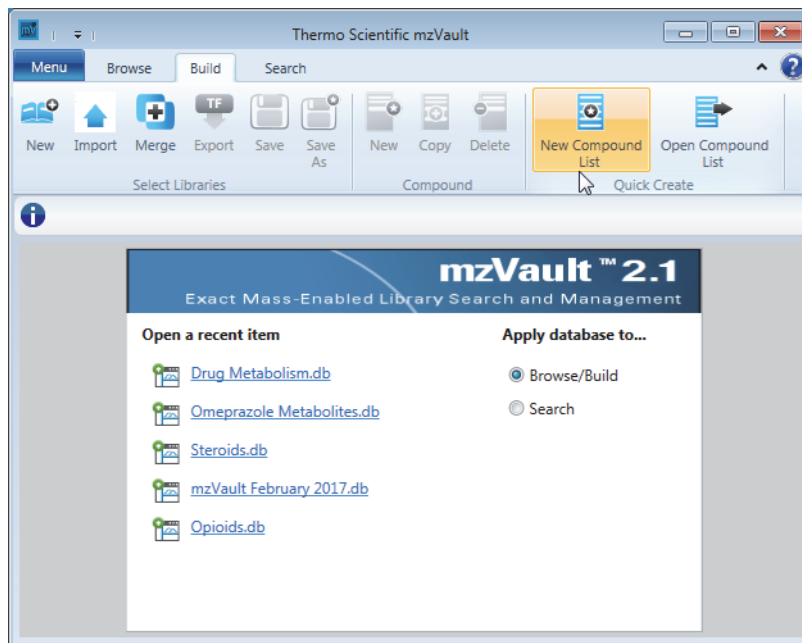 my
Thermo Scientific mzVault
Menu Browse Build Search
?
TF
New Import Merge Export Save Save As New Copy Delete New Compound List Open Compound List
Select Libraries Compound Quick Create
i
mzVault ™ 2.1
Exact Mass-Enabled Library Search and Management
Open a recent item Apply database to...
Drug Metabolism.db Browse/Build
Omeprazole Metabolites.db Search
Steroids.db
mzVault February 2017.db
Opioids.db